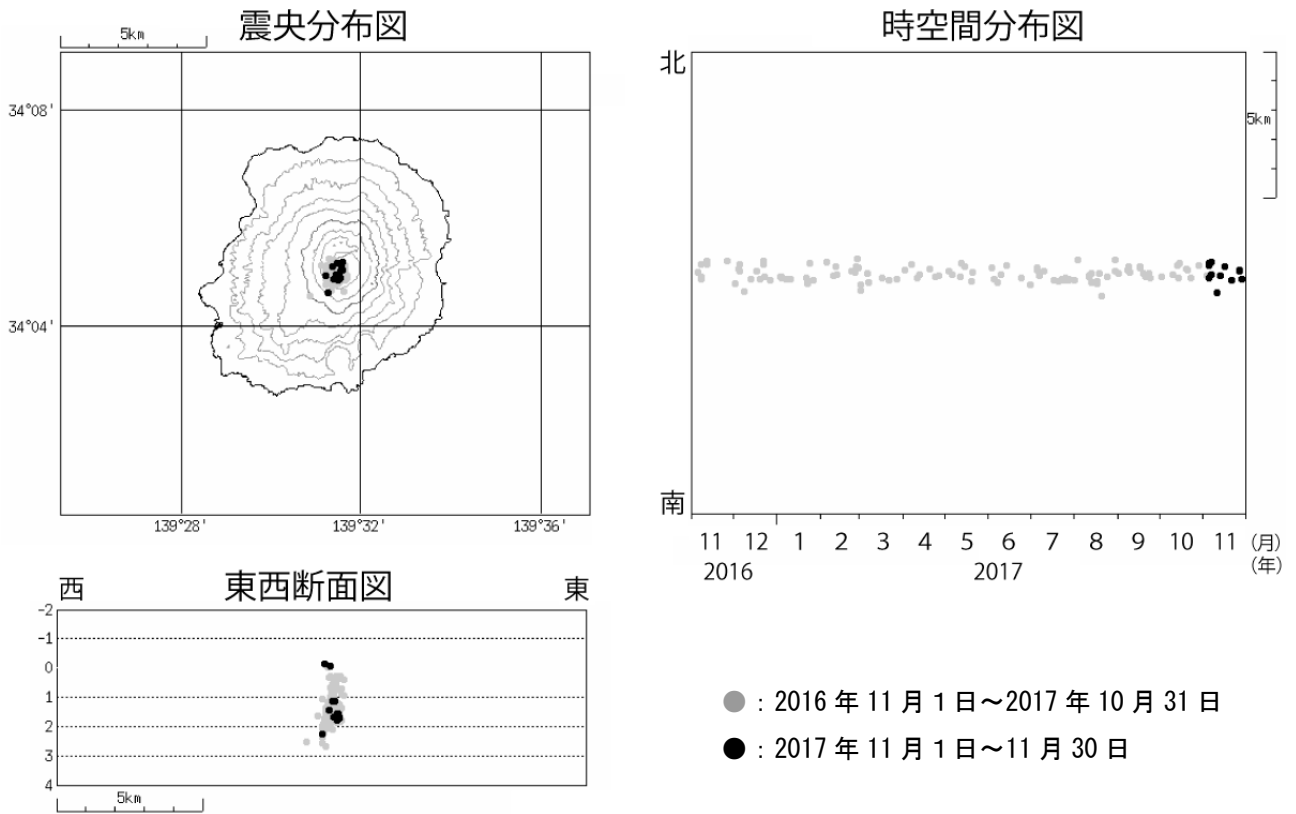 震央分布図
5km
34°08'
34°04'
139°28'
139°32'
139°36'
時空間分布図
北
5km
南
11 12 1 2 3 4 5 6 7 8 9 10 11 (月)
2016 2017 (年)
東西断面図
西 東
-2
-1
0
1
2
3
4
5km
●：2016 年 11 月 1 日～2017 年 10 月 31 日
●：2017 年 11 月 1 日～11 月 30 日